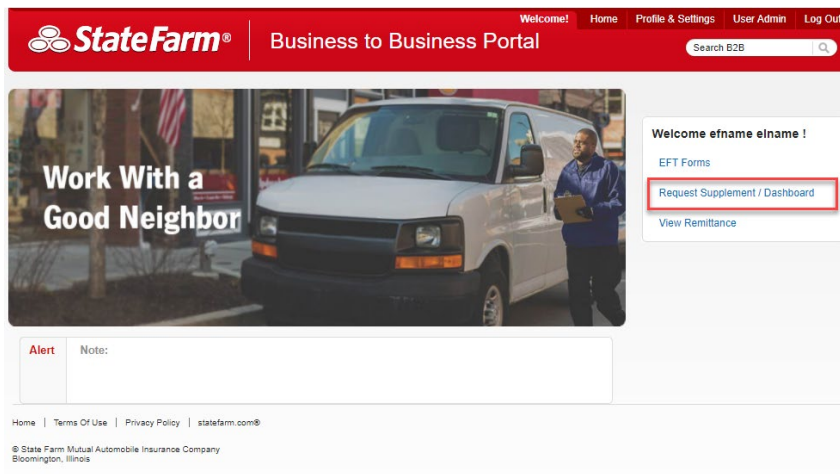 Welcome! Home Profile & Settings User Admin Log Out
StateFarm® Business to Business Portal
Search B2B
Work With a
Good Neighbor
Welcome efname elname !
EFT Forms
Request Supplement / Dashboard
View Remittance
Alert Note:
Home | Terms Of Use | Privacy Policy | statefarm.com®
© State Farm Mutual Automobile Insurance Company
Bloomington, Illinois